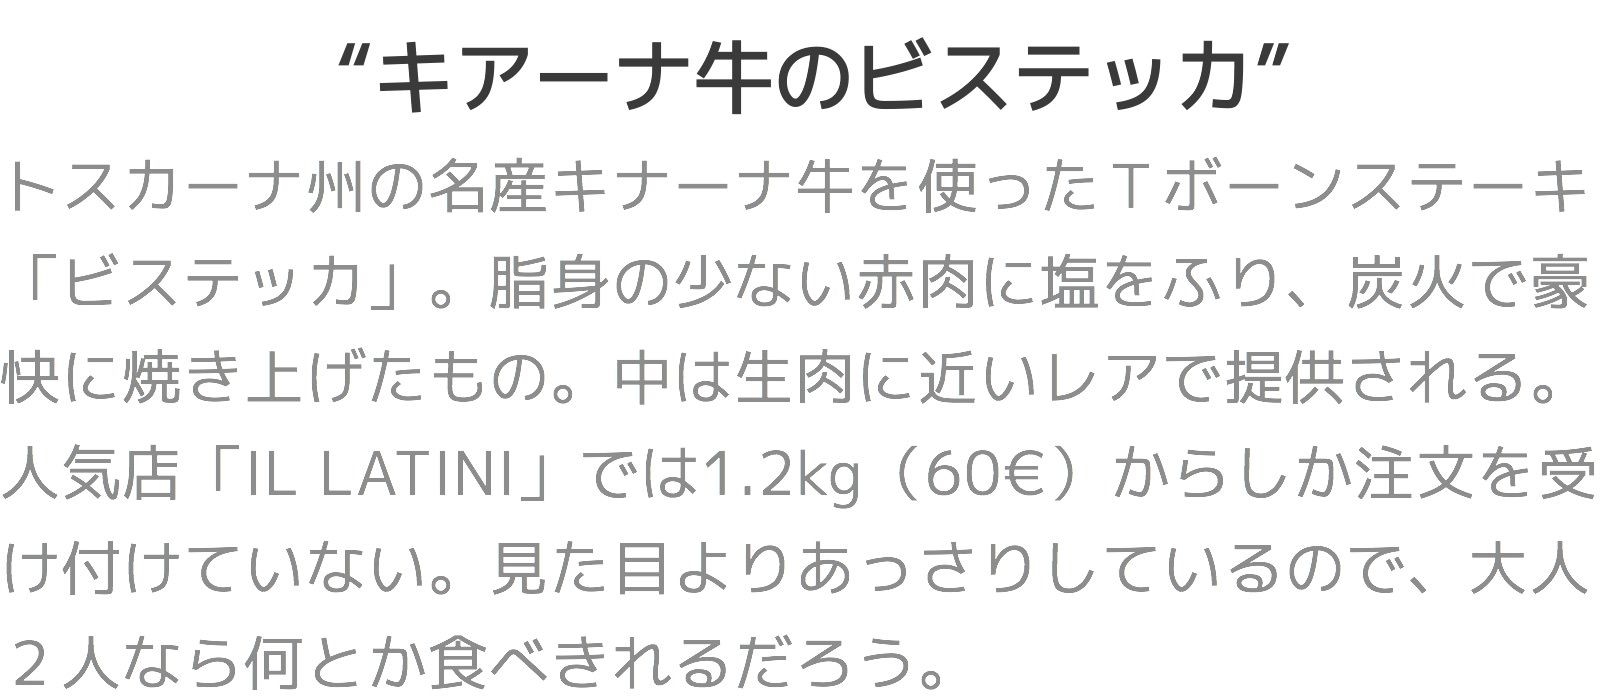 “キアーナ牛のビステッカ”
トスカーナ州の名産キナーナ牛を使ったＴボーンステーキ
「ビステッカ」。脂身の少ない赤肉に塩をふり、炭火で豪
快に焼き上げたもの。中は生肉に近いレアで提供される。
人気店「IL LATINI」では1.2kg（60€）からしか注文を受
け付けていない。見た目よりあっさりしているので、大人
２人なら何とか食べきれるだろう。